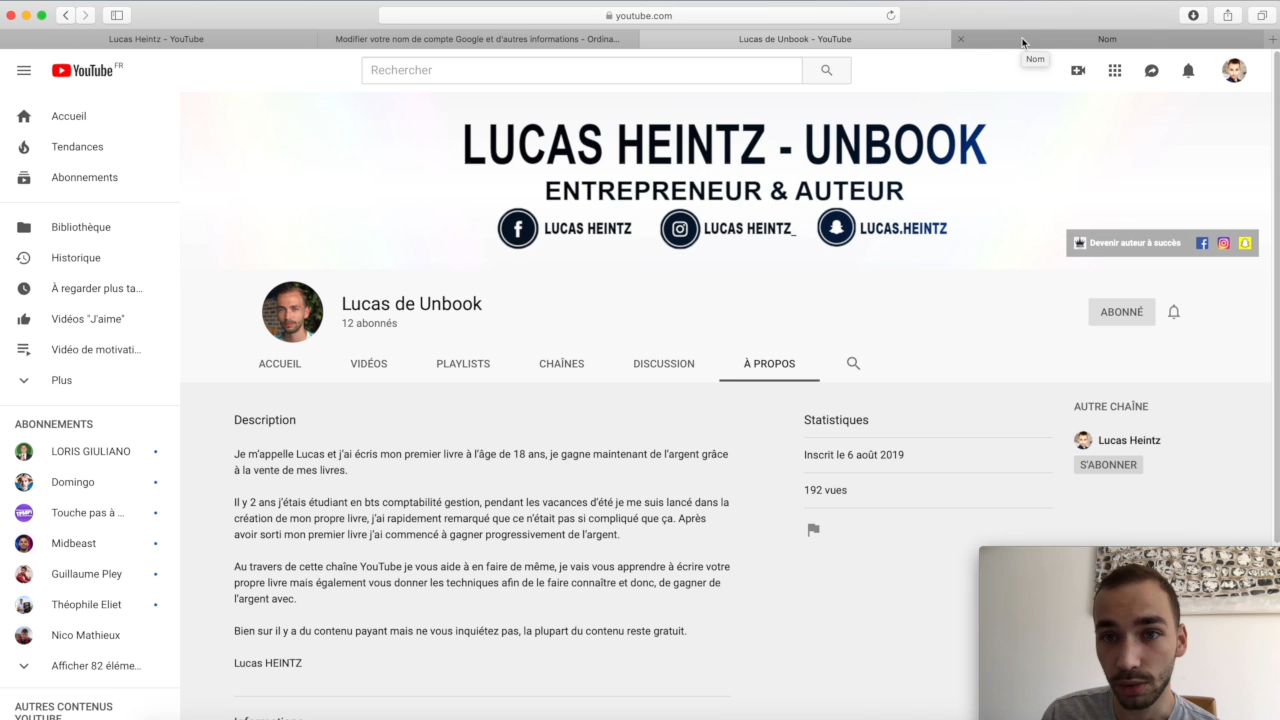 youtube.com
Lucas Heintz - YouTube
Modifier votre nom de compte Google et d'autres informations - Ordina...
Lucas de Unbook - YouTube
Nom
Nom
YouTube FR
Rechercher
Accueil
Tendances
Abonnements
Bibliothèque
Historique
À regarder plus ta...
Vidéos "J'aime"
Vidéo de motivati...
Plus
ABONNEMENTS
LORIS GIULIANO
Domingo
Touche pas à ...
Midbeast
Guillaume Pley
Théophile Eliet
Nico Mathieux
Afficher 82 éléme...
AUTRES CONTENUS
YOUTUBE
LUCAS HEINTZ - UNBOOK
ENTREPRENEUR & AUTEUR
LUCAS HEINTZ
LUCAS HEINTZ_
LUCAS.HEINTZ
Devenir auteur à succès
Lucas de Unbook
12 abonnés
ABONNÉ
ACCUEIL
VIDÉOS
PLAYLISTS
CHAÎNES
DISCUSSION
À PROPOS
Description
Je m'appelle Lucas et j'ai écris mon premier livre à l'âge de 18 ans, je gagne maintenant de l'argent grâce
à la vente de mes livres.
Il y 2 ans j'étais étudiant en bts comptabilité gestion, pendant les vacances d'été je me suis lancé dans la
création de mon propre livre, j'ai rapidement remarqué que ce n'était pas si compliqué que ça. Après
avoir sorti mon premier livre j'ai commencé à gagner progressivement de l'argent.
Au travers de cette chaîne YouTube je vous aide à en faire de même, je vais vous apprendre à écrire votre
propre livre mais également vous donner les techniques afin de le faire connaître et donc, de gagner de
l'argent avec.
Bien sur il y a du contenu payant mais ne vous inquiétez pas, la plupart du contenu reste gratuit.
Lucas HEINTZ
Statistiques
Inscrit le 6 août 2019
192 vues
AUTRE CHAÎNE
Lucas Heintz
S'ABONNER